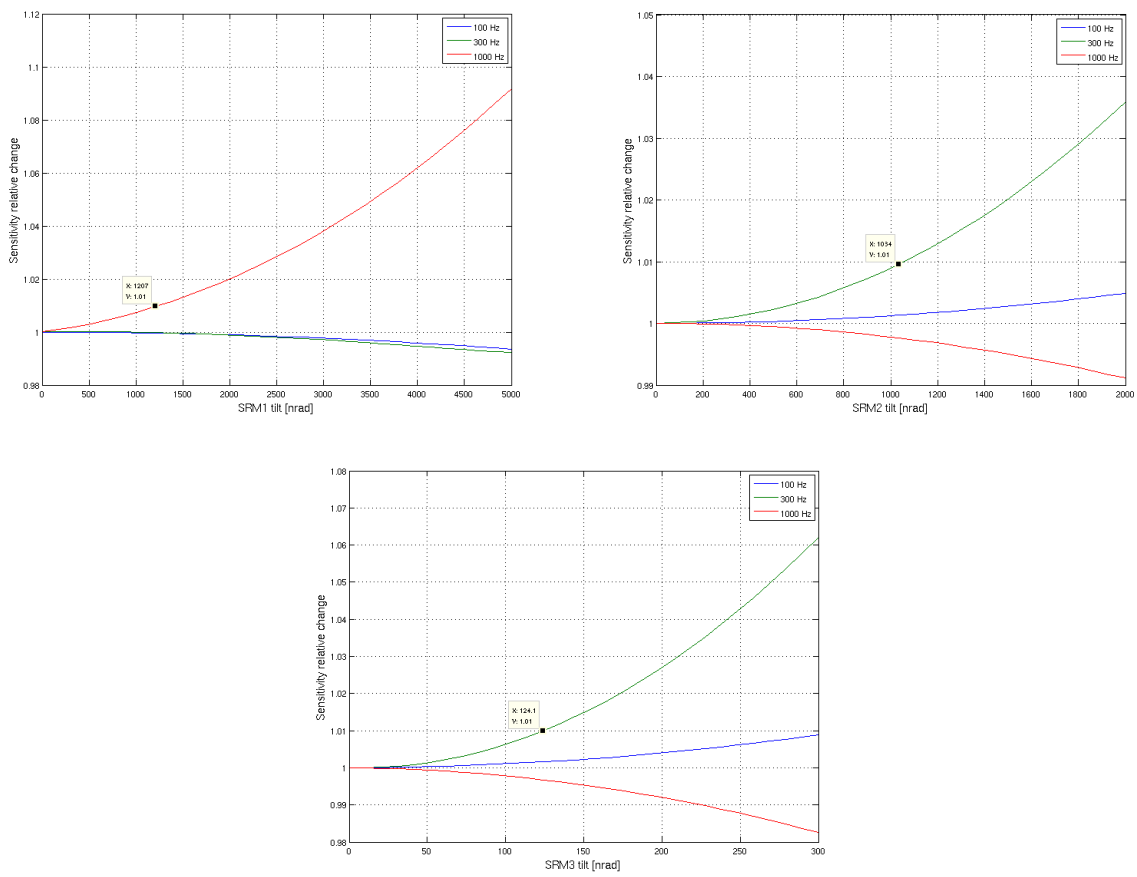 1.12
1.1
1.08
1.06
1.04
1.02
1
0.98
Sensitivity relative change
100 Hz
300 Hz
1000 Hz
X: 1207
Y: 1.01
0 500 1000 1500 2000 2500 3000 3500 4000 4500 5000
SRM1 tilt [nrad]
1.05
1.04
1.03
1.02
1.01
1
0.99
Sensitivity relative change
100 Hz
300 Hz
1000 Hz
X: 1034
Y: 1.01
0 200 400 600 800 1000 1200 1400 1600 1800 2000
SRM2 tilt [nrad]
1.08
1.07
1.06
1.05
1.04
1.03
1.02
1.01
1
0.99
0.98
Sensitivity relative change
100 Hz
300 Hz
1000 Hz
X: 124.1
Y: 1.01
0 50 100 150 200 250 300
SRM3 tilt [nrad]